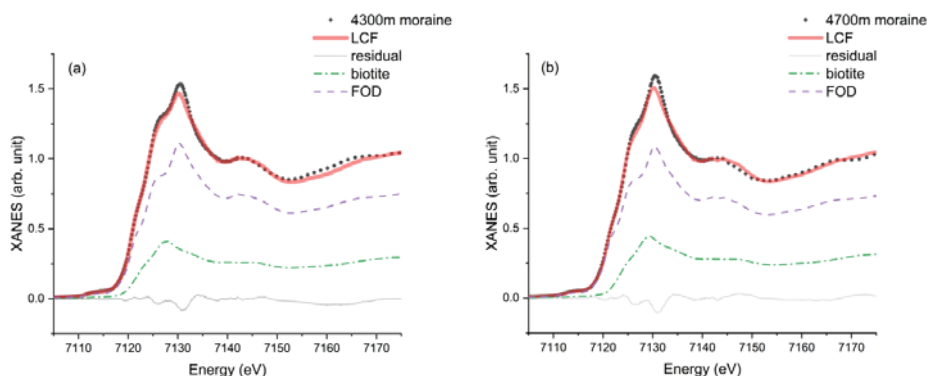 4300m moraine
LCF
residual
biotite
FOD
(a)
XANES (arb. unit)
1.5
1.0
0.5
0.0
7110 7120 7130 7140 7150 7160 7170
Energy (eV)
4700m moraine
LCF
residual
biotite
FOD
(b)
XANES (arb. unit)
1.5
1.0
0.5
0.0
7110 7120 7130 7140 7150 7160 7170
Energy (eV)